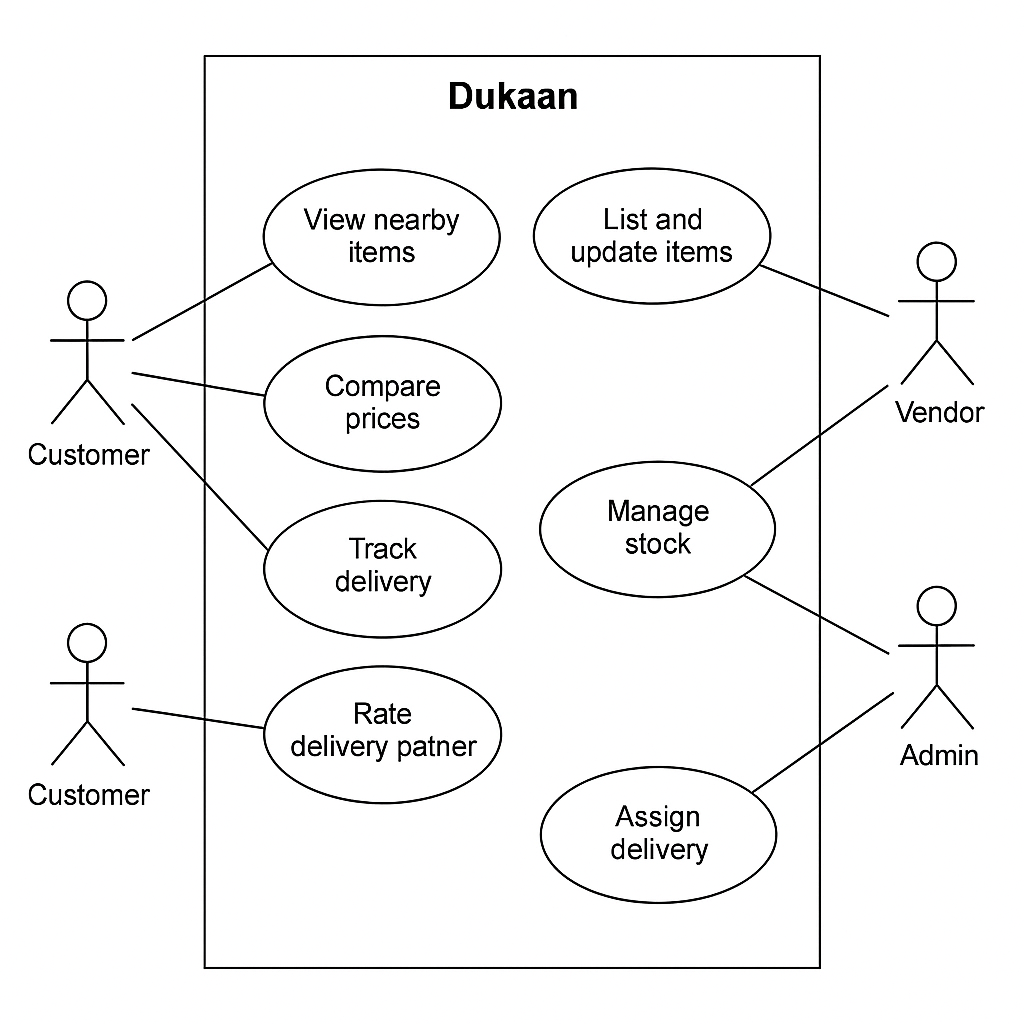 Dukaan
View nearby
items
List and
update items
Compare
prices
Customer
Vendor
Track
delivery
Manage
stock
Rate
delivery patner
Customer
Admin
Assign
delivery